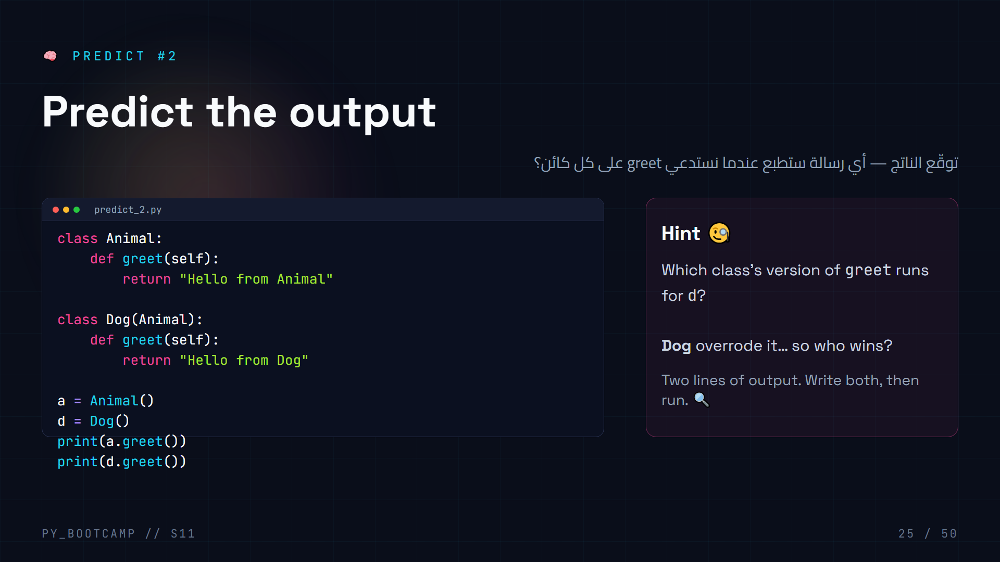 🧠 PREDICT #2
Predict the output
توقّع الناتج — أي رسالة ستطبع عندما نستدعي greet على كل كائن؟
predict_2.py
class Animal:
    def greet(self):
        return "Hello from Animal"

class Dog(Animal):
    def greet(self):
        return "Hello from Dog"

a = Animal()
d = Dog()
print(a.greet())
print(d.greet())
Hint 🧐
Which class's version of greet runs
for d?
Dog overrode it… so who wins?
Two lines of output. Write both, then
run. 🔍
PY_BOOTCAMP // S11
25 / 50